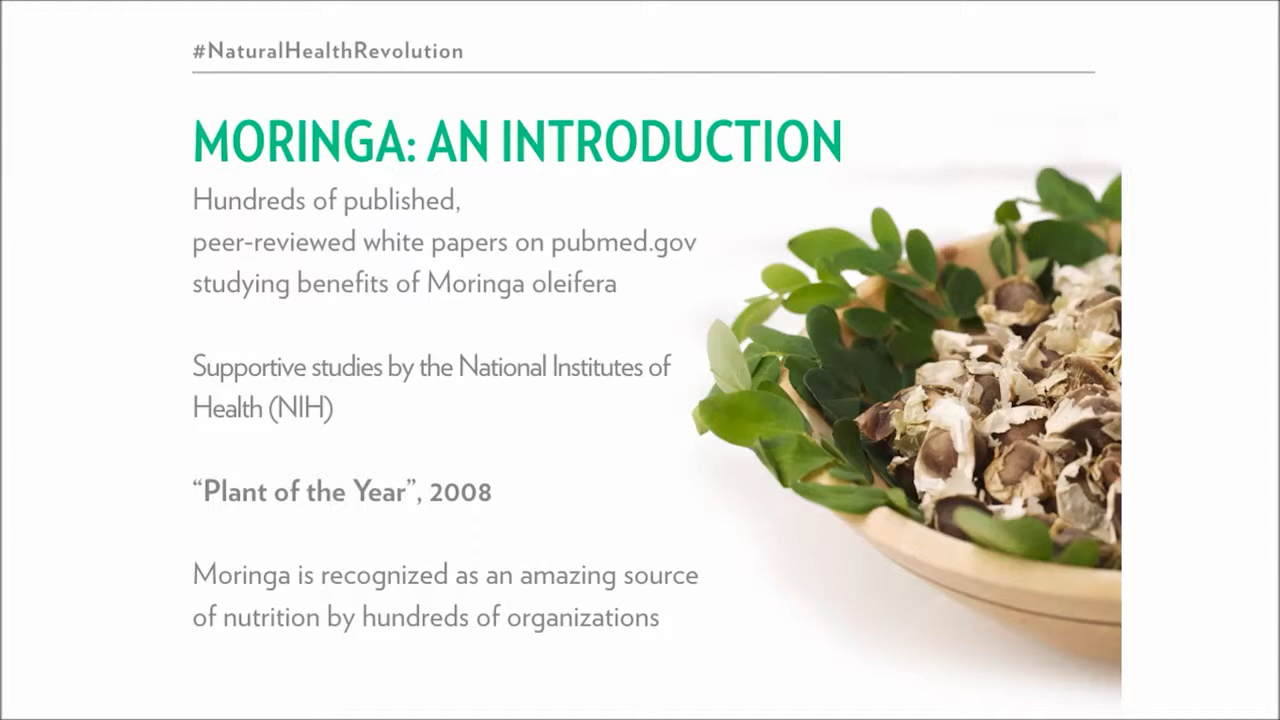 #NaturalHealthRevolution
MORINGA: AN INTRODUCTION
Hundreds of published,
peer-reviewed white papers on pubmed.gov
studying benefits of Moringa oleifera
Supportive studies by the National Institutes of
Health (NIH)
“Plant of the Year”, 2008
Moringa is recognized as an amazing source
of nutrition by hundreds of organizations